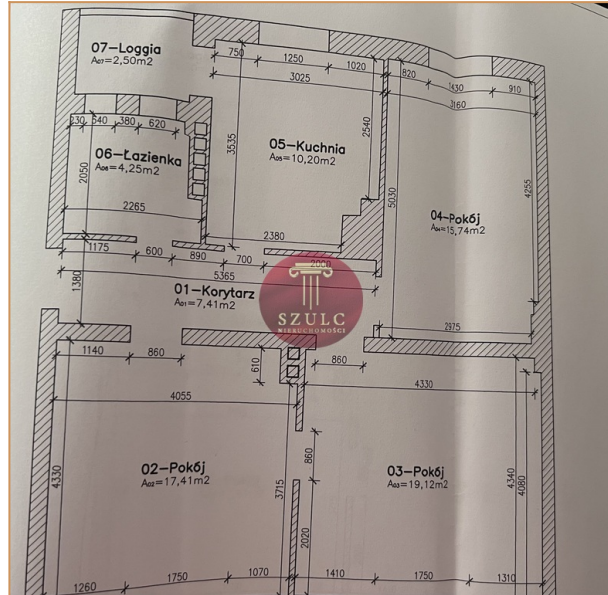 07-Loggia
A07=2,50m2
750
1250
1020
3025
820
1430
910
3160
230
640
380
620
06-Łazienka
A06=4,25m2
2050
2265
3535
05-Kuchnia
A05=10,20m2
2540
5030
4255
04-Pokój
A04=15,74m2
2380
1175
600
890
700
2000
5365
1380
01-Korytarz
A01=7,41m2
SZULC
NIERUCHOMOŚCI
2975
1140
860
610
860
4055
4330
4330
02-Pokój
A02=17,41m2
3715
860
03-Pokój
A03=19,12m2
4340
4080
2020
1260
1750
1070
1410
1750
1310